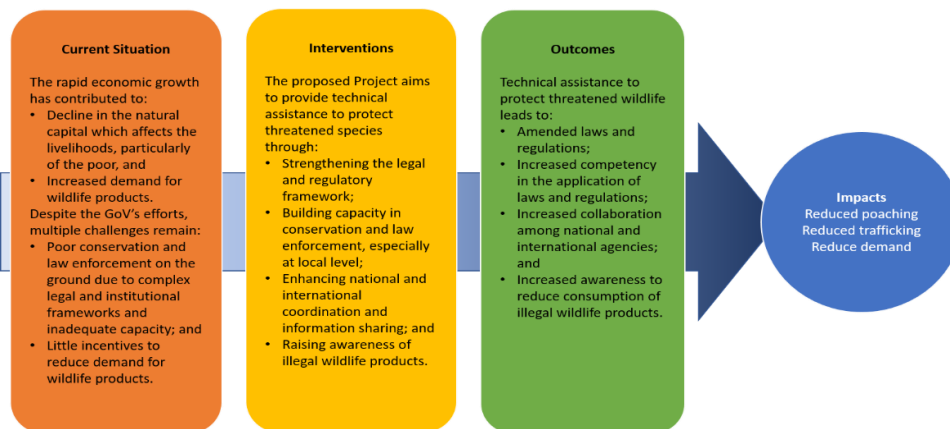 Current Situation
The rapid economic growth
has contributed to:
• Decline in the natural
capital which affects the
livelihoods, particularly
of the poor, and
• Increased demand for
wildlife products.
Despite the GoV's efforts,
multiple challenges remain:
• Poor conservation and
law enforcement on the
ground due to complex
legal and institutional
frameworks and
inadequate capacity; and
• Little incentives to
reduce demand for
wildlife products.
Interventions
The proposed Project aims
to provide technical
assistance to protect
threatened species
through:
• Strengthening the legal
and regulatory
framework;
• Building capacity in
conservation and law
enforcement, especially
at local level;
• Enhancing national and
international
coordination and
information sharing; and
• Raising awareness of
illegal wildlife products.
Outcomes
Technical assistance to
protect threatened wildlife
leads to:
• Amended laws and
regulations;
• Increased competency
in the application of
laws and regulations;
• Increased collaboration
among national and
international agencies;
and
• Increased awareness to
reduce consumption of
illegal wildlife products.
Impacts
Reduced poaching
Reduced trafficking
Reduce demand